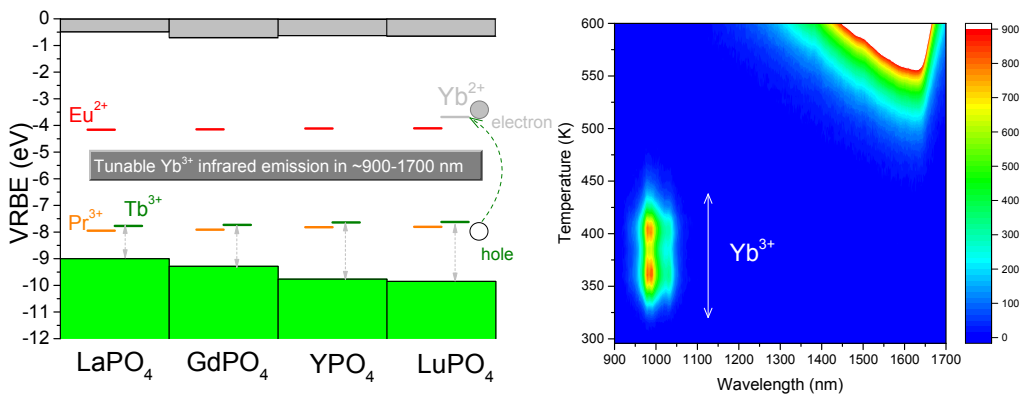 0
-1
-2
-3
-4
-5
-6
-7
-8
-9
-10
-11
-12
VRBE (eV)
Eu²⁺
Yb²⁺
electron
Tunable Yb³⁺ infrared emission in ~900-1700 nm
Tb³⁺
Pr³⁺
hole
LaPO₄ GdPO₄ YPO₄ LuPO₄
600
550
500
450
400
350
300
Temperature (K)
Yb³⁺
900 1000 1100 1200 1300 1400 1500 1600 1700
Wavelength (nm)
900
800
700
600
500
400
300
200
100
0